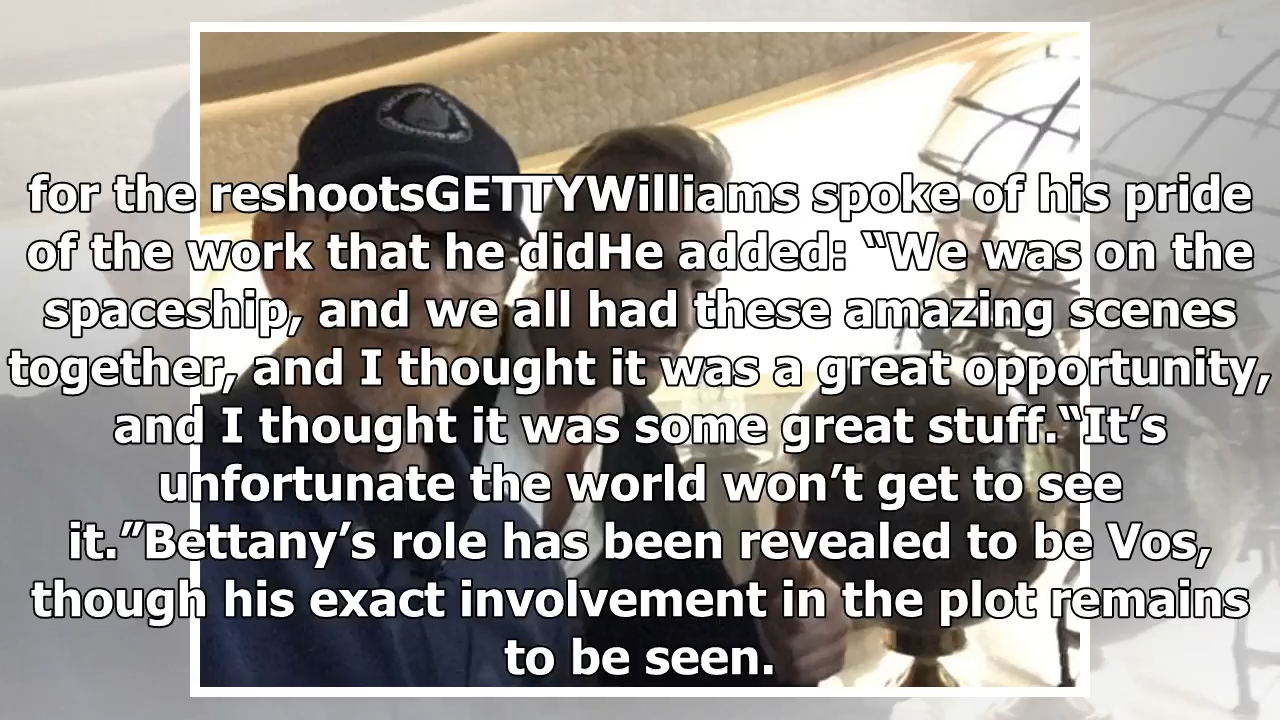 for the reshootsGETTYWilliams spoke of his pride
of the work that he didHe added: “We was on the
spaceship, and we all had these amazing scenes
together, and I thought it was a great opportunity,
and I thought it was some great stuff.“It’s
unfortunate the world won’t get to see
it.”Bettany’s role has been revealed to be Vos,
though his exact involvement in the plot remains
to be seen.